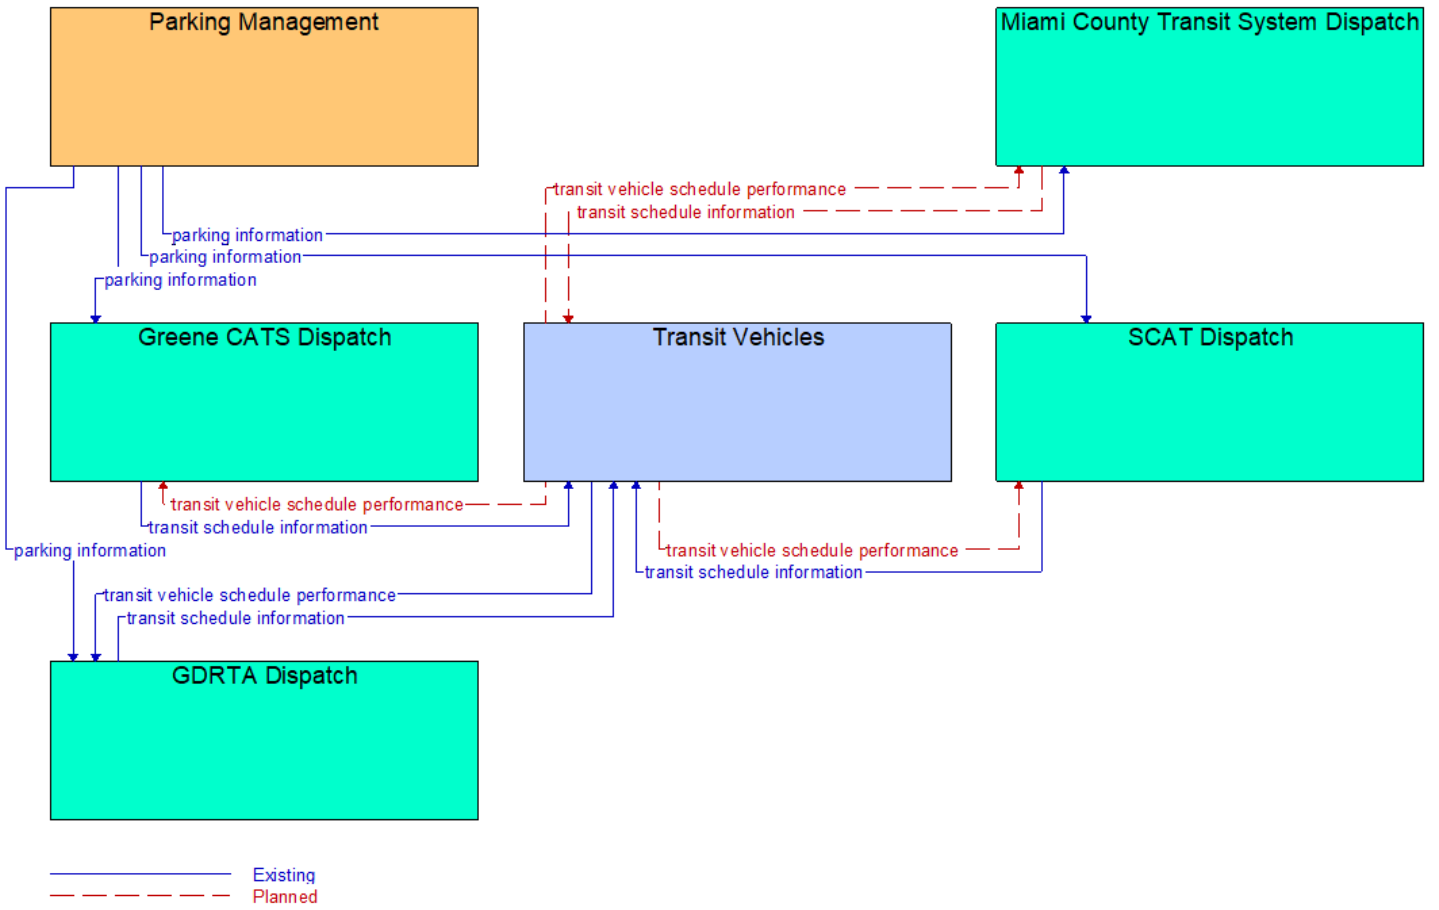 Parking Management
Miami County Transit System Dispatch
transit vehicle schedule performance
transit schedule information
parking information
parking information
parking information
Greene CATS Dispatch
Transit Vehicles
SCAT Dispatch
transit vehicle schedule performance
transit schedule information
parking information
transit vehicle schedule performance
transit schedule information
transit vehicle schedule performance
transit schedule information
GDRTA Dispatch
Existing
Planned